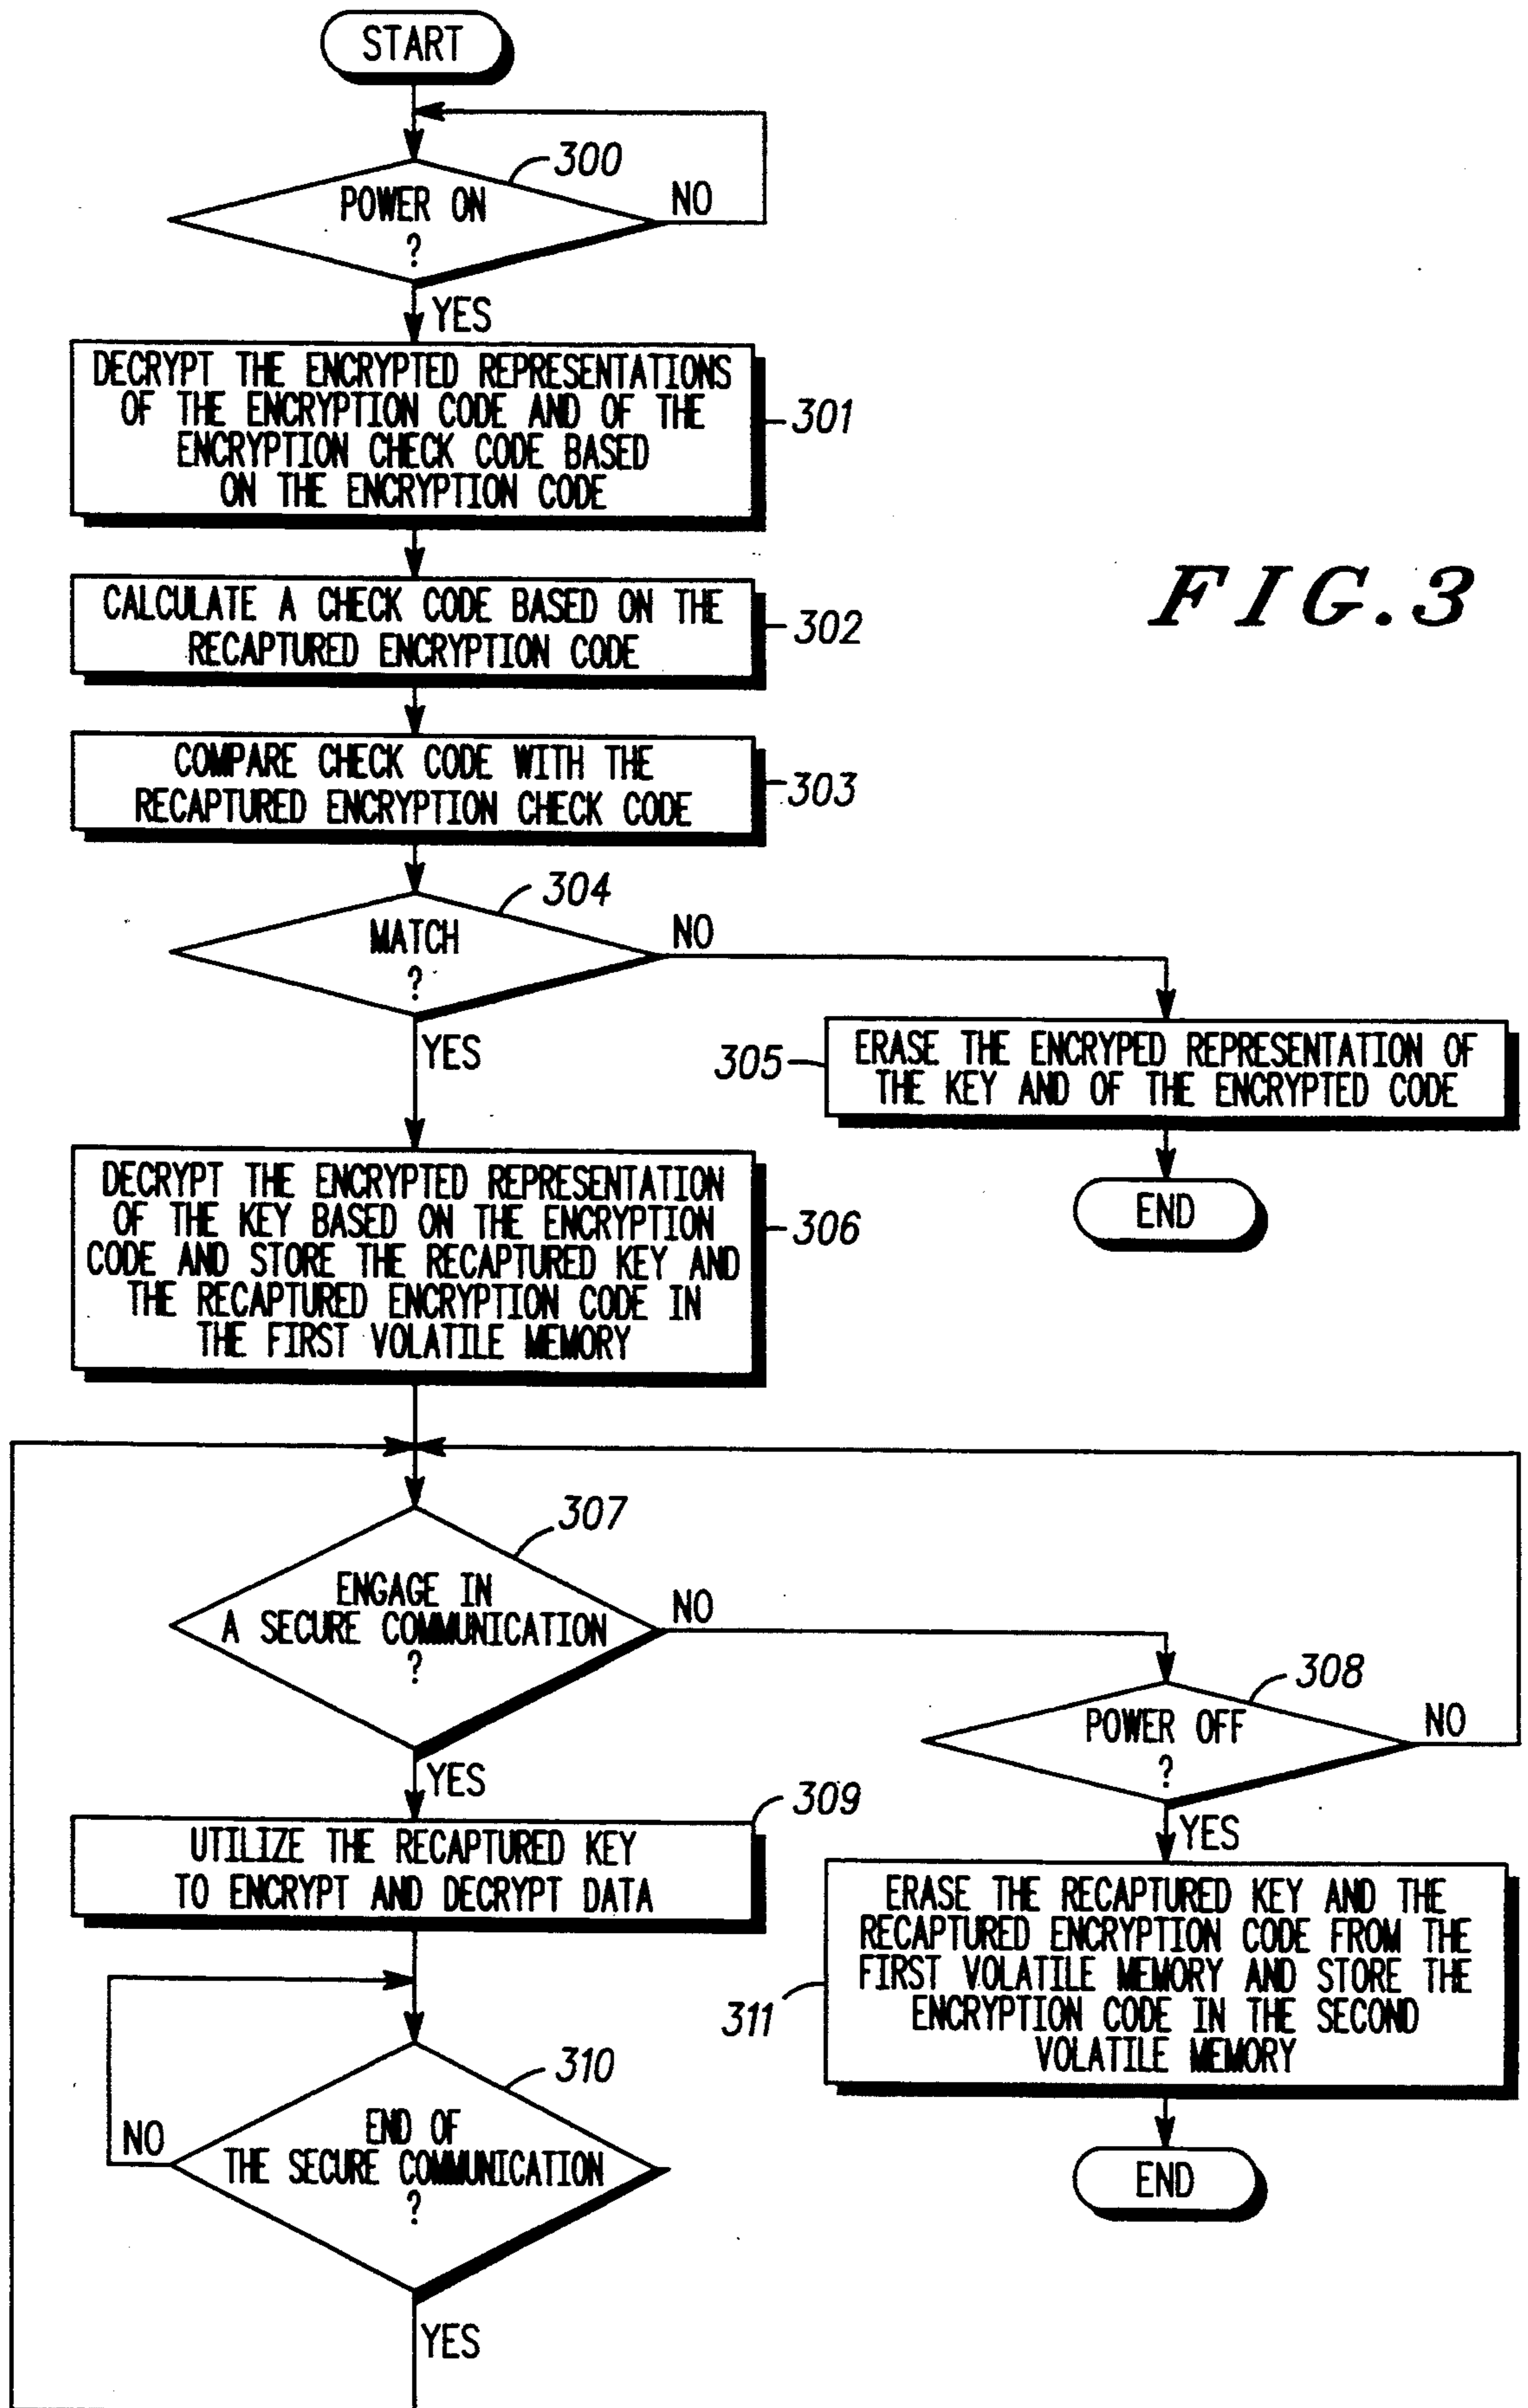 START
300
POWER ON
?
NO
YES
DECRYPT THE ENCRYPTED REPRESENTATIONS
OF THE ENCRYPTION CODE AND OF THE
ENCRYPTION CHECK CODE BASED
ON THE ENCRYPTION CODE
301
CALCULATE A CHECK CODE BASED ON THE
RECAPTURED ENCRYPTION CODE
302
FIG.3
COMPARE CHECK CODE WITH THE
RECAPTURED ENCRYPTION CHECK CODE
303
304
MATCH
?
NO
YES
305
ERASE THE ENCRYPED REPRESENTATION OF
THE KEY AND OF THE ENCRYPTED CODE
END
DECRYPT THE ENCRYPTED REPRESENTATION
OF THE KEY BASED ON THE ENCRYPTION
CODE AND STORE THE RECAPTURED KEY AND
THE RECAPTURED ENCRYPTION CODE IN
THE FIRST VOLATILE MEMORY
306
307
ENGAGE IN
A SECURE COMMUNICATION
?
NO
YES
308
POWER OFF
?
NO
YES
309
UTILIZE THE RECAPTURED KEY
TO ENCRYPT AND DECRYPT DATA
311
ERASE THE RECAPTURED KEY AND THE
RECAPTURED ENCRYPTION CODE FROM THE
FIRST VOLATILE MEMORY AND STORE THE
ENCRYPTION CODE IN THE SECOND
VOLATILE MEMORY
END
310
END OF
THE SECURE COMMUNICATION
?
NO
YES